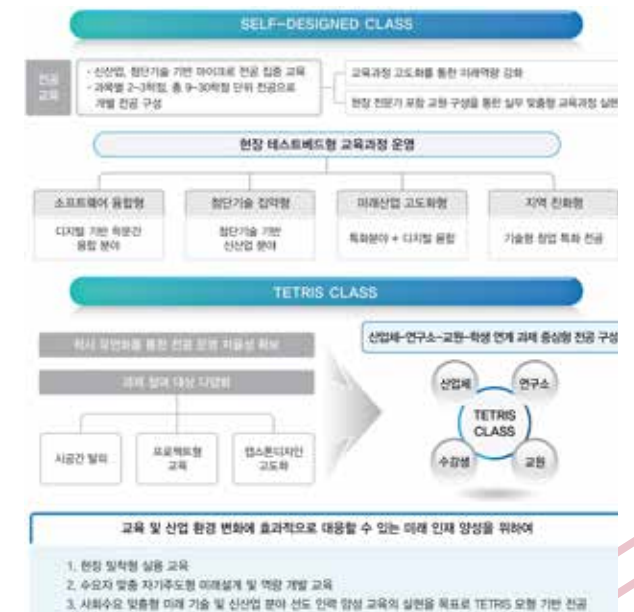 SELF-DESIGNED CLASS
전공
교육
- 신산업, 첨단기술 기반 마이크로 전공 집중 교육
- 과목별 2~3학점, 총 9~30학점 단위 전공으로
개별 전공 구성
교육과정 고도화를 통한 미래역량 강화
현장 전문가 포함 교원 구성을 통한 실무 맞춤형 교육과정 실현
현장 테스트베드형 교육과정 운영
소프트웨어 융합형
첨단기술 집약형
미래산업 고도화형
지역 친화형
디지털 기반 학문간
융합 분야
첨단기술 기반
신산업 분야
특화분야 + 디지털 융합
기술형 창업 특화 전공
TETRIS CLASS
학사 유연화를 통한 전공 운영 자율성 확보
과제 참여 대상 다양화
시공간 탈피
프로젝트형
교육
캡스톤디자인
고도화
산업체-연구소-교원-학생 연계 과제 중심형 전공 구성
산업체
연구소
TETRIS
CLASS
수강생
교원
교육 및 산업 환경 변화에 효과적으로 대응할 수 있는 미래 인재 양성을 위하여
1. 현장 밀착형 실용 교육
2. 수요자 맞춤 자기주도형 미래설계 및 역량 개발 교육
3. 사회수요 맞춤형 미래 기술 및 신산업 분야 선도 인력 양성 교육의 실현을 목표로 TETRIS 모형 기반 전공